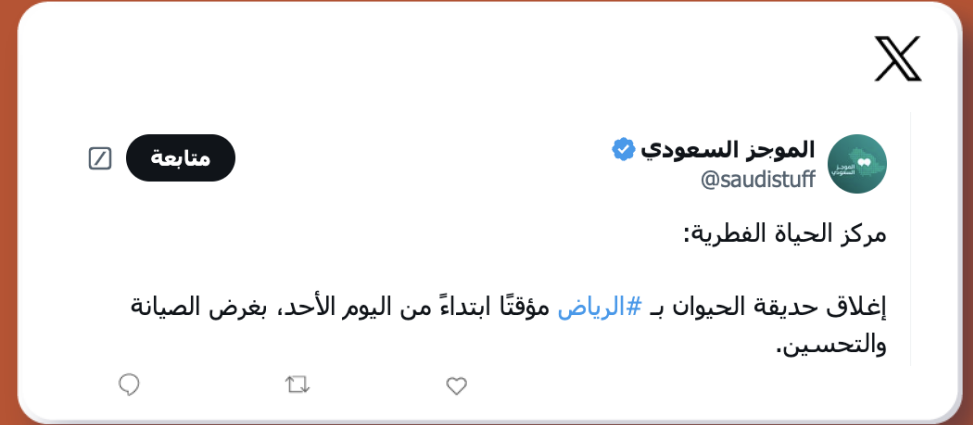 الموجز السعودي
@saudistuff
متابعة
مركز الحياة الفطرية:
إغلاق حديقة الحيوان بـ #الرياض مؤقتًا ابتداءً من اليوم الأحد، بغرض الصيانة
والتحسين.